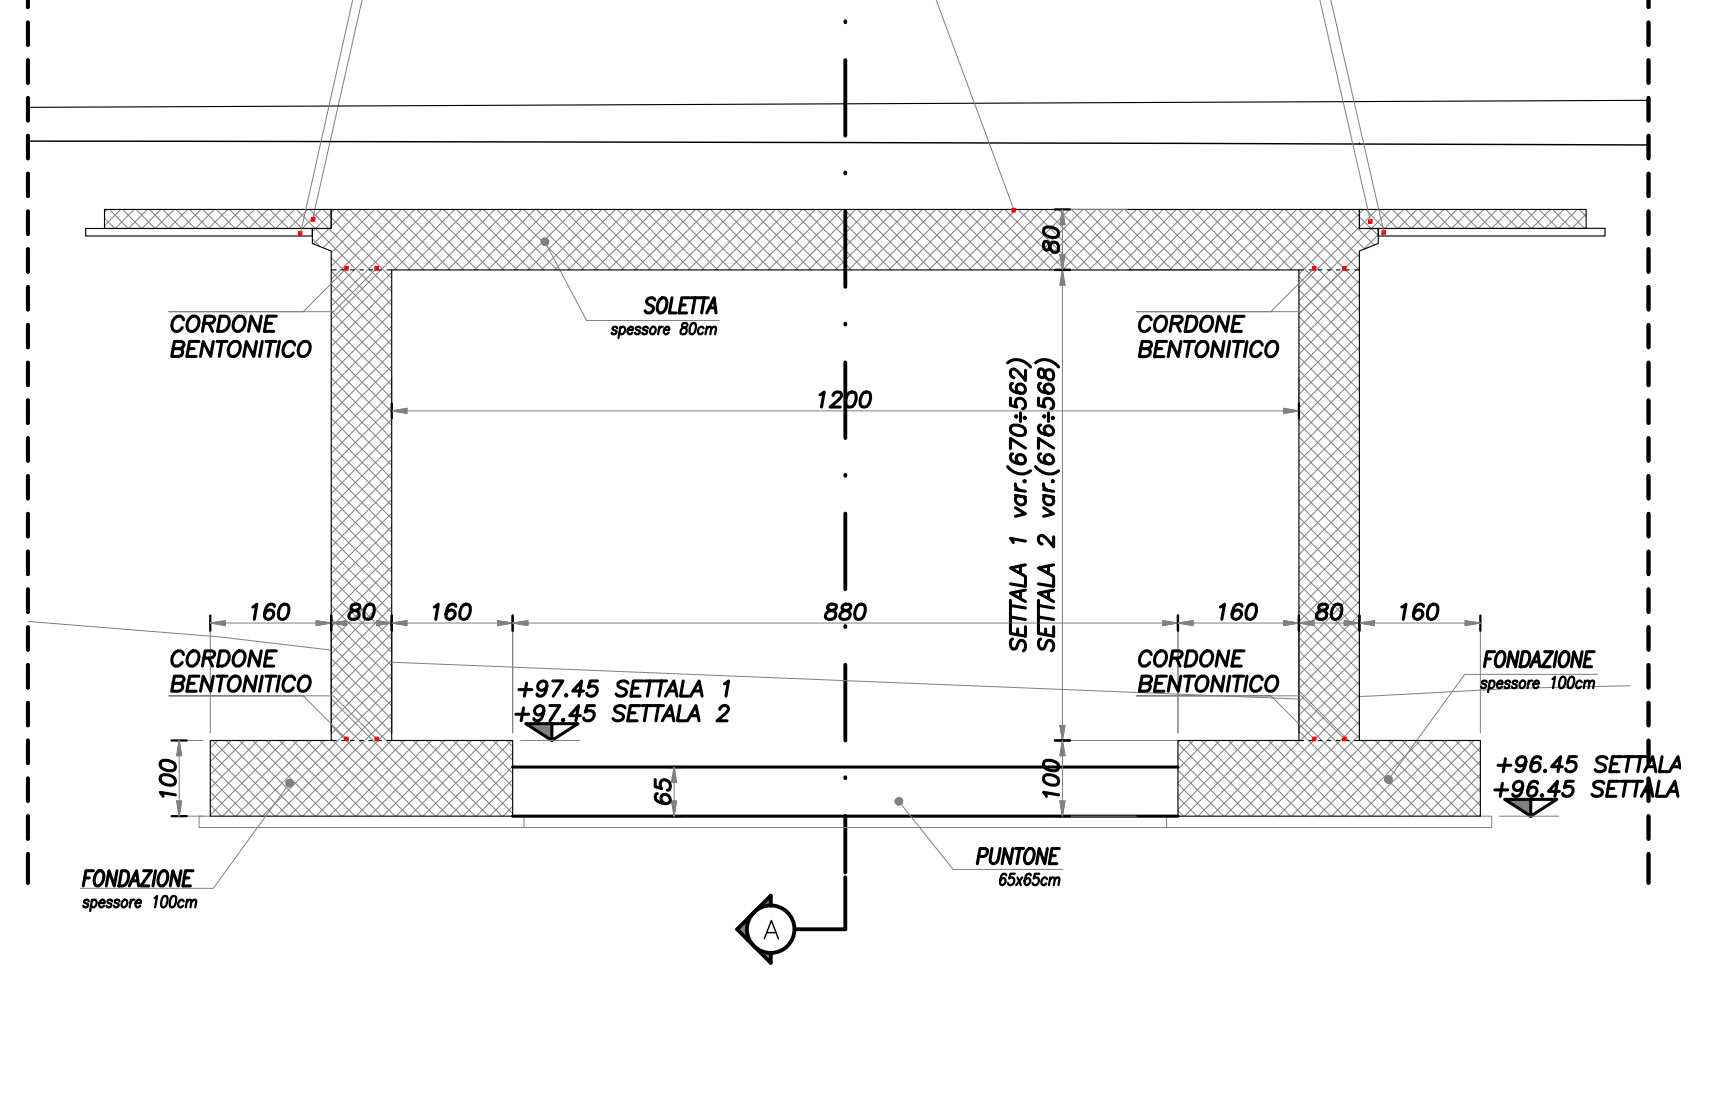 80
SOLETTA
spessore 80cm
CORDONE
BENTONITICO
CORDONE
BENTONITICO
1200
SETTALA 1 var.(670÷562)
SETTALA 2 var.(676÷568)
160
80
160
880
160
80
160
CORDONE
BENTONITICO
CORDONE
BENTONITICO
FONDAZIONE
spessore 100cm
+97.45 SETTALA 1
+97.45 SETTALA 2
100
65
100
+96.45 SETTALA
+96.45 SETTALA
PUNTONE
65x65cm
FONDAZIONE
spessore 100cm
A